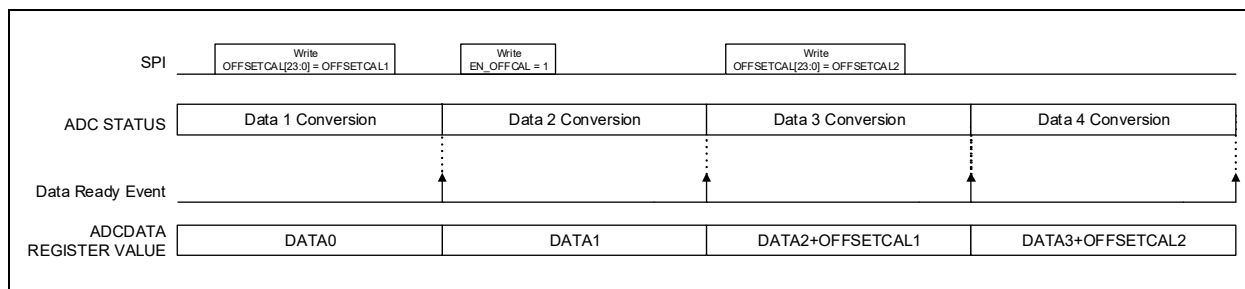 SPI
Write
OFFSETCAL[23:0] = OFFSETCAL1
Write
EN_OFFCAL = 1
Write
OFFSETCAL[23:0] = OFFSETCAL2
ADC STATUS
Data 1 Conversion
Data 2 Conversion
Data 3 Conversion
Data 4 Conversion
Data Ready Event
ADCDATA
REGISTER VALUE
DATA0
DATA1
DATA2+OFFSETCAL1
DATA3+OFFSETCAL2